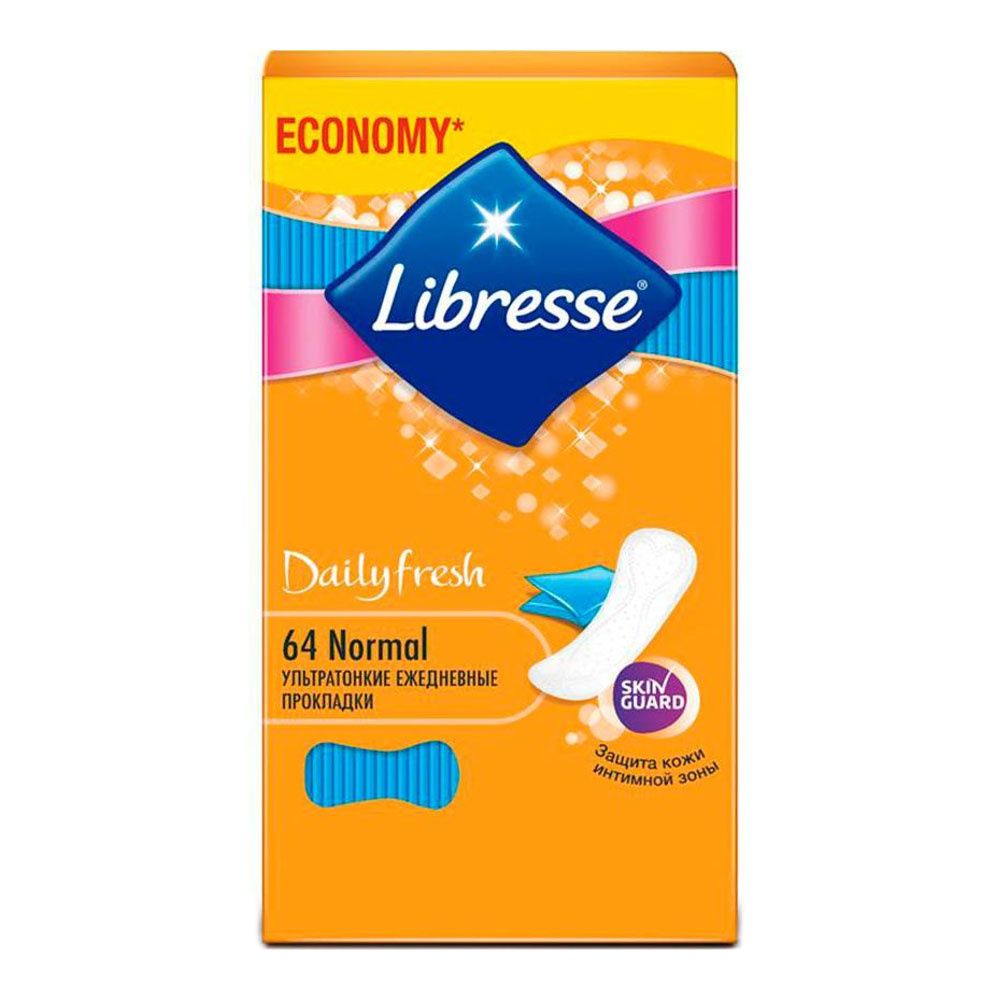 ECONOMY*
Libresse®
Dailyfresh
64 Normal
УЛЬТРАТОНКИЕ ЕЖЕДНЕВНЫЕ
ПРОКЛАДКИ
SKIN
GUARD
Защита кожи
интимной зоны